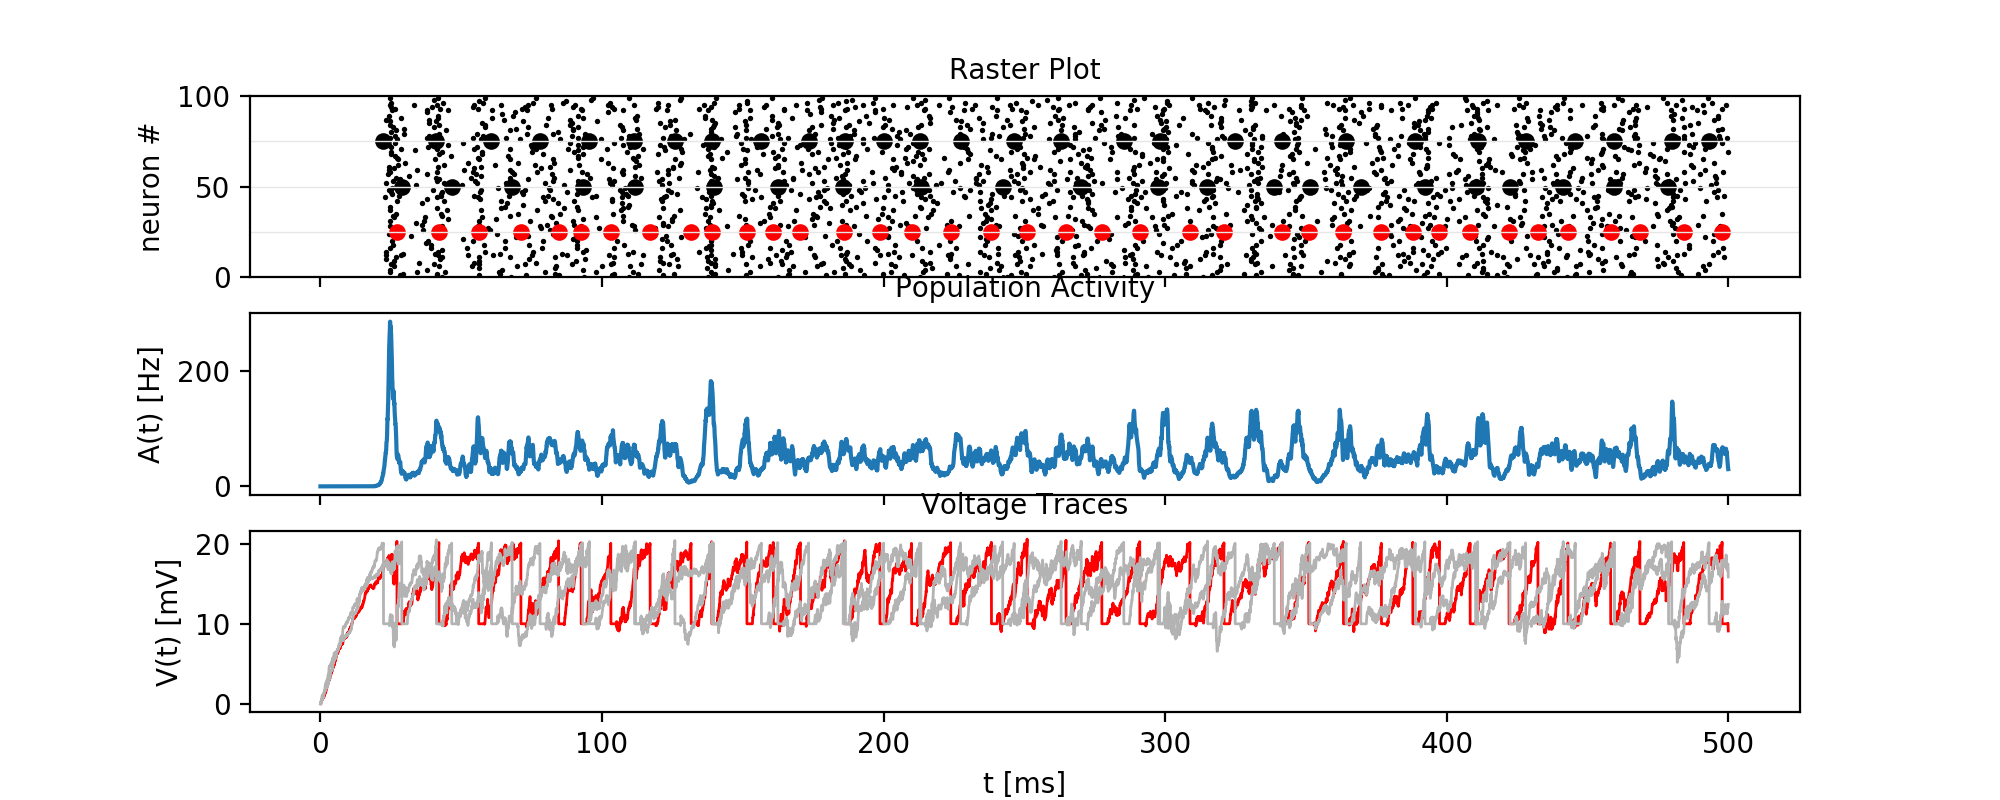 Raster Plot
100
50
0
neuron #
Population Activity
200
0
A(t) [Hz]
Voltage Traces
20
10
0
V(t) [mV]
0 100 200 300 400 500
t [ms]